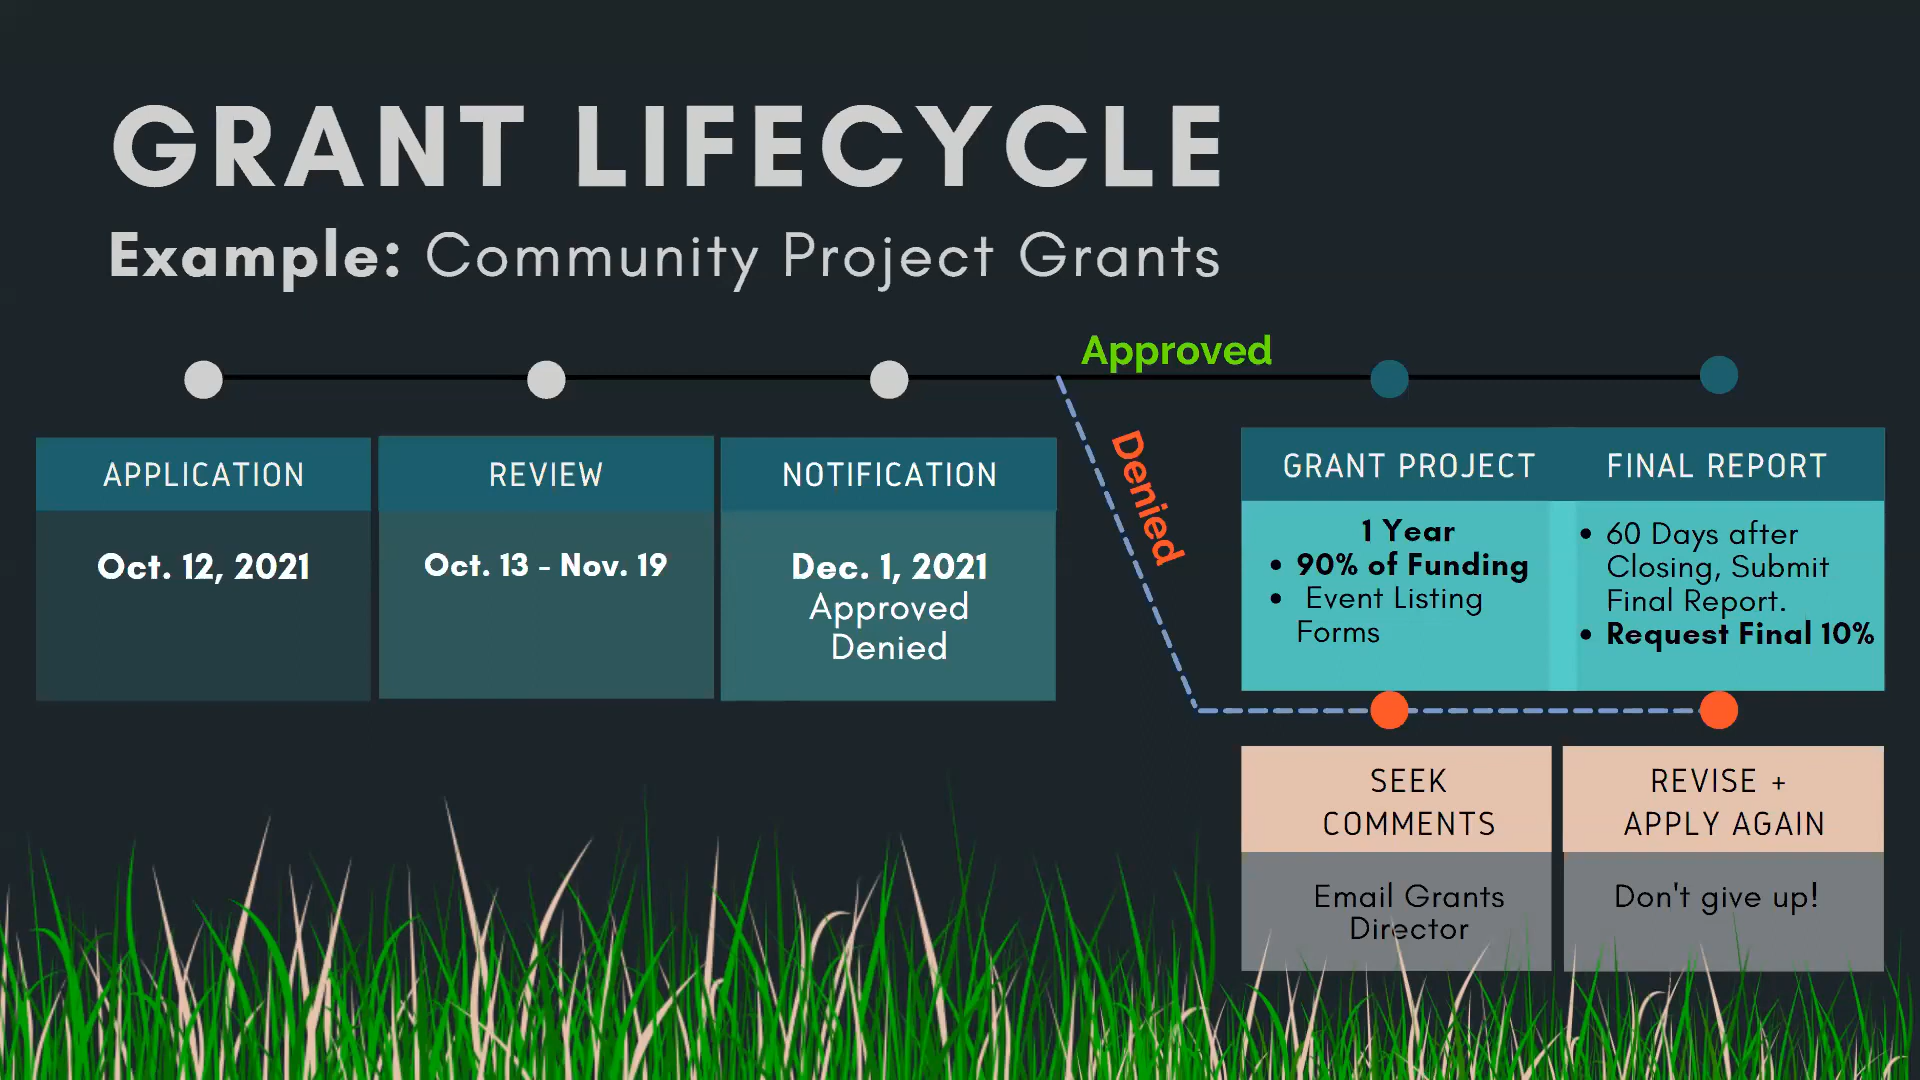 GRANT LIFECYCLE
Example: Community Project Grants
Approved
Denied
APPLICATION
Oct. 12, 2021
REVIEW
Oct. 13 - Nov. 19
NOTIFICATION
Dec. 1, 2021
Approved
Denied
GRANT PROJECT
1 Year
• 90% of Funding
• Event Listing
Forms
FINAL REPORT
• 60 Days after
Closing, Submit
Final Report.
• Request Final 10%
SEEK
COMMENTS
Email Grants
Director
REVISE +
APPLY AGAIN
Don't give up!